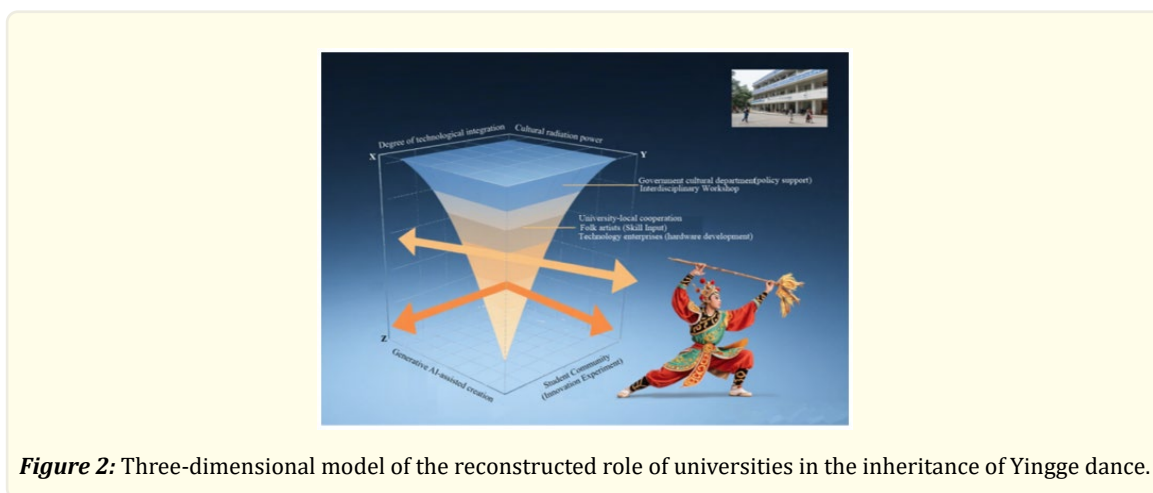 Degree of technological integration
Cultural radiation power
X
Y
Government cultural department(policy support)
Interdisciplinary Workshop
University-local cooperation
Folk artists (Skill Input)
Technology enterprises (hardware development)
Z
Generative AI-assisted creation
Student Community
(Innovation Experiment)
Figure 2: Three-dimensional model of the reconstructed role of universities in the inheritance of Yingge dance.